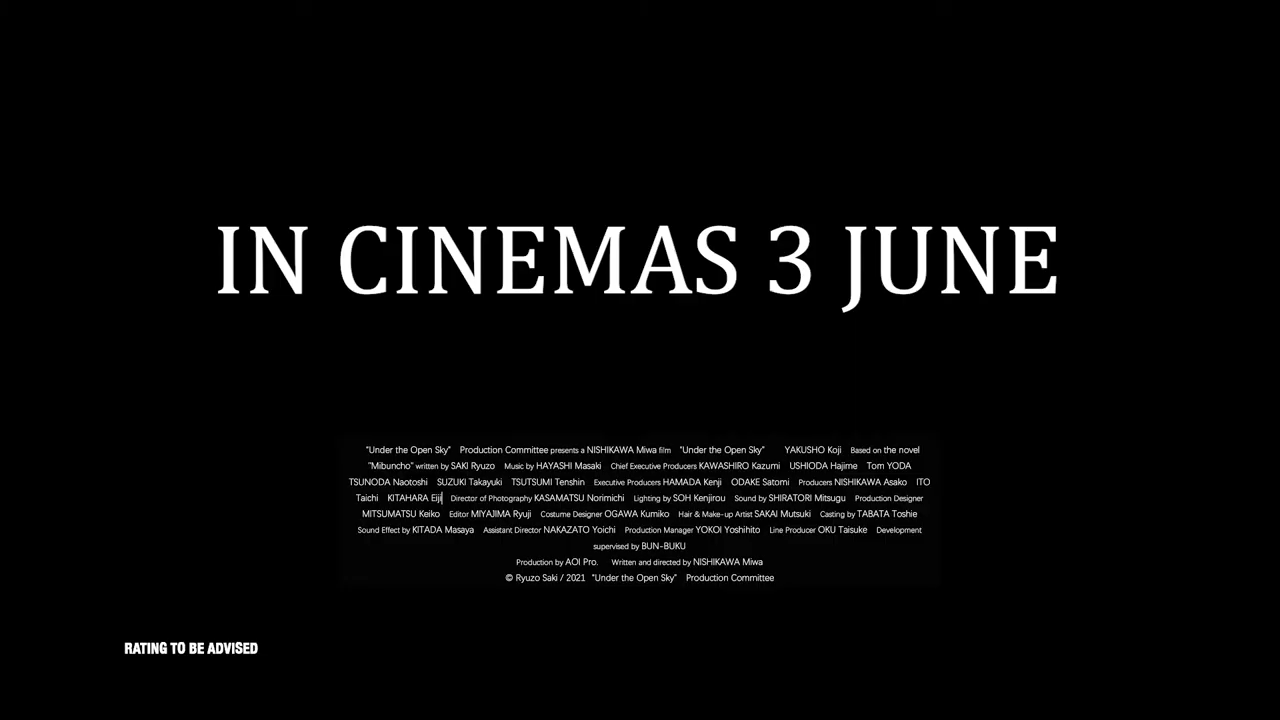 IN CINEMAS 3 JUNE
"Under the Open Sky" Production Committee presents a NISHIKAWA Miwa film "Under the Open Sky" YAKUSHO Koji Based on the novel
"Mibuncho" written by SAKI Ryuzo Music by HAYASHI Masaki Chief Executive Producers KAWASHIRO Kazumi USHIODA Hajime Tom YODA
TSUNODA Naotoshi SUZUKI Takayuki TSUTSUMI Tenshin Executive Producers HAMADA Kenji ODAKE Satomi Producers NISHIKAWA Asako ITO
Taichi KITAHARA Eiji Director of Photography KASAMATSU Norimichi Lighting by SOH Kenjirou Sound by SHIRATORI Mitsugu Production Designer
MITSUMATSU Keiko Editor MIYAJIMA Ryuji Costume Designer OGAWA Kumiko Hair & Make-up Artist SAKAI Mutsuki Casting by TABATA Toshie
Sound Effect by KITADA Masaya Assistant Director NAKAZATO Yoichi Production Manager YOKOI Yoshihito Line Producer OKU Taisuke Development
supervised by BUN-BUKU
Production by AOI Pro. Written and directed by NISHIKAWA Miwa
© Ryuzo Saki / 2021 "Under the Open Sky" Production Committee
RATING TO BE ADVISED